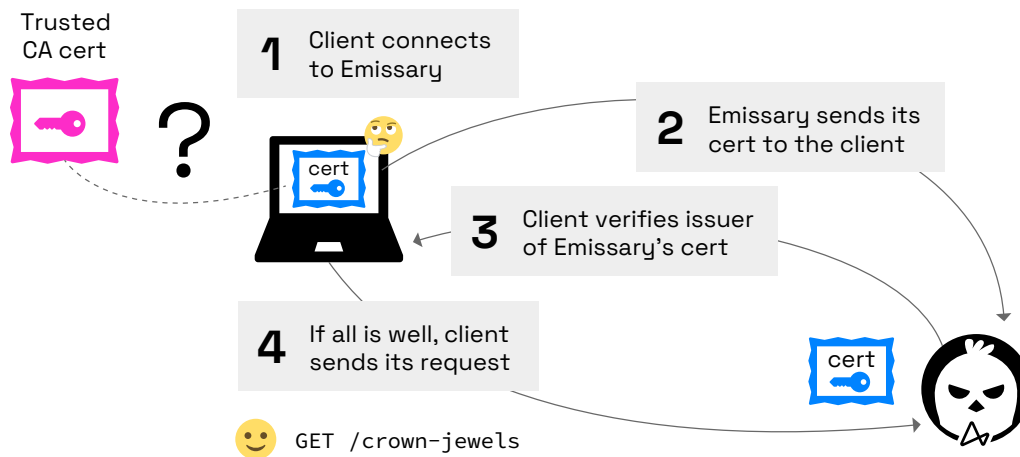 Trusted
CA cert
?
1
Client connects
to Emissary
2
Emissary sends its
cert to the client
cert
3
Client verifies issuer
of Emissary's cert
4
If all is well, client
sends its request
cert
GET /crown-jewels